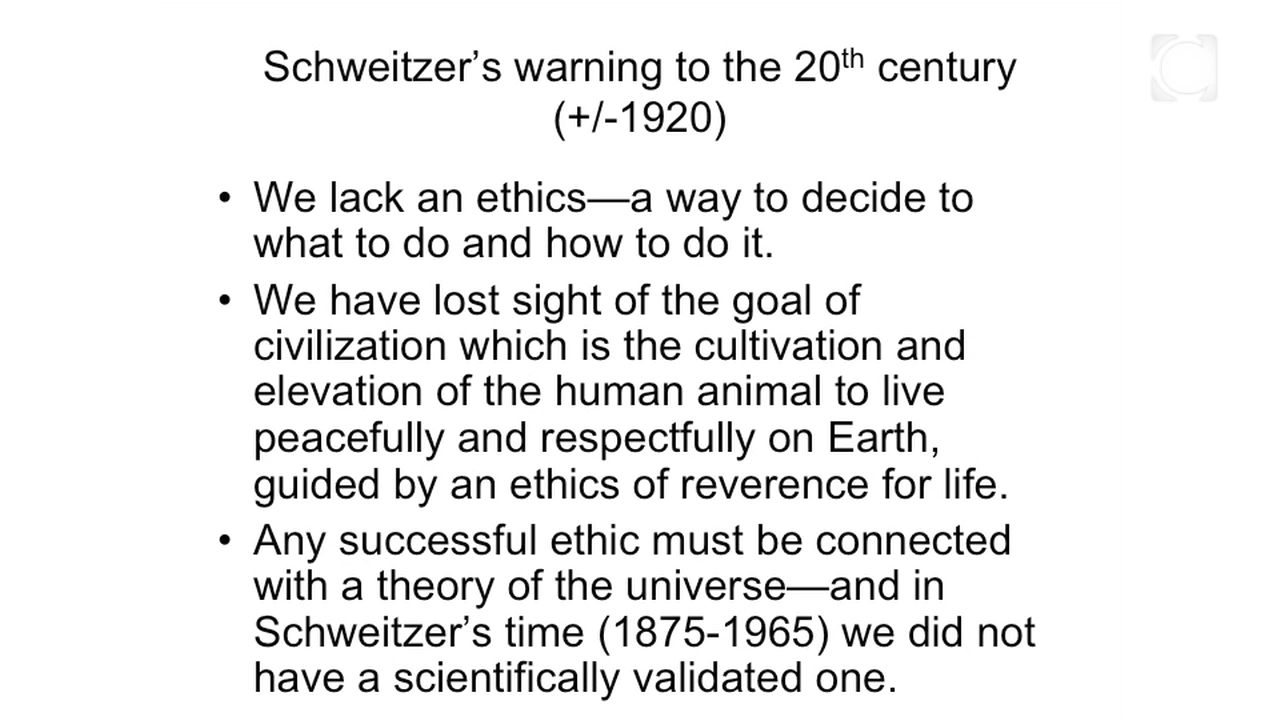 Schweitzer’s warning to the 20th century
(+/-1920)
• We lack an ethics—a way to decide to
what to do and how to do it.
• We have lost sight of the goal of
civilization which is the cultivation and
elevation of the human animal to live
peacefully and respectfully on Earth,
guided by an ethics of reverence for life.
• Any successful ethic must be connected
with a theory of the universe—and in
Schweitzer’s time (1875-1965) we did not
have a scientifically validated one.